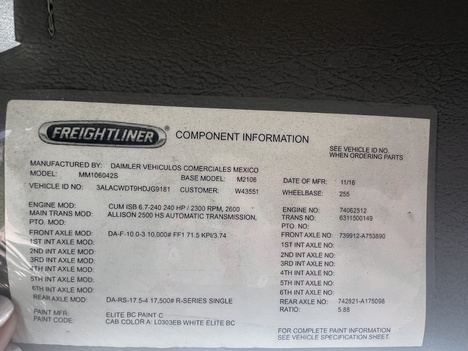 FREIGHTLINER COMPONENT INFORMATION
SEE VEHICLE ID NO.
WHEN ORDERING PARTS
MANUFACTURED BY: DAIMLER VEHICULOS COMERCIALES MEXICO
MODEL: MM106042S BASE MODEL: M2106 DATE OF MFR: 11/16
VEHICLE ID NO: 3ALACWDT9HDJG9181 CUSTOMER: W43551 WHEELBASE: 255
ENGINE MOD: CUM ISB 6.7-240 240 HP / 2300 RPM, 2600 ENGINE NO: 74062512
MAIN TRANS MOD: ALLISON 2500 HS AUTOMATIC TRANSMISSION, TRANS NO: 6311500149
PTO. MOD: PTO NO:
FRONT AXLE MOD: DA-F-10.0-3 10,000# FF1 71.5 KPI/3.74 FRONT AXLE NO: 739912-A753890
1ST INT AXLE MOD: 1ST INT AXLE NO:
2ND INT AXLE MOD: 2ND INT AXLE NO:
3RD INT AXLE MOD: 3RD INT AXLE NO:
4TH INT AXLE MOD: 4TH INT AXLE NO:
5TH INT AXLE MOD: 5TH INT AXLE NO:
6TH INT AXLE MOD: 6TH INT AXLE NO:
REAR AXLE MOD: DA-RS-17.5-4 17,500# R-SERIES SINGLE REAR AXLE NO: 742821-A175098
RATIO: 5.88
PAINT MFR: ELITE BC PAINT C
PAINT CODE: CAB COLOR A: L0303EB WHITE ELITE BC
FOR COMPLETE PAINT INFORMATION
SEE VEHICLE SPECIFICATION SHEET.